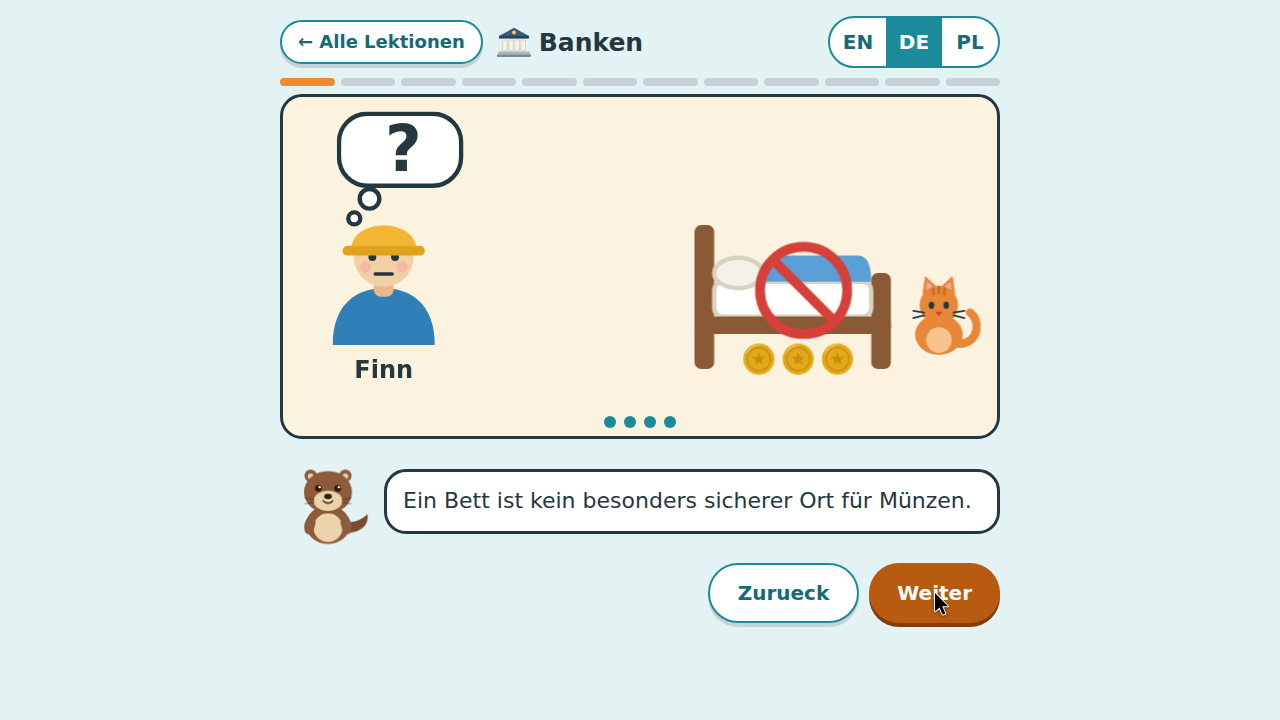 ← Alle Lektionen
Banken
EN DE PL
?
Finn
Ein Bett ist kein besonders sicherer Ort für Münzen.
Zurueck
Weiter